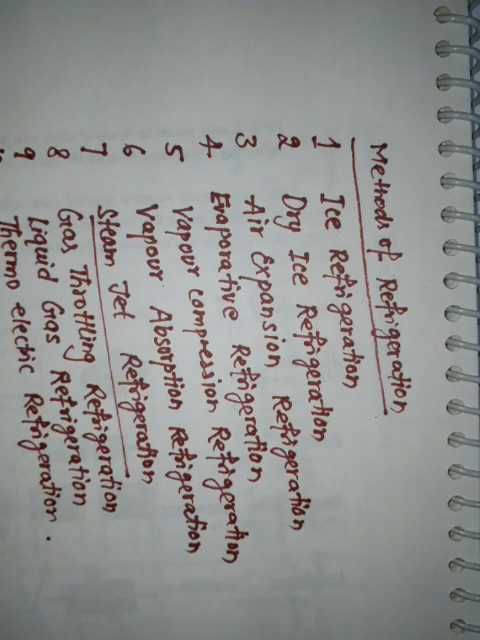 Methods of Refrigeration
1 Ice Refrigeration
2 Dry Ice Refrigeration
3 Air Expansion Refrigeration
4 Evaporative Refrigeration
5 Vapour compression Refrigeration
6 Vapour Absorption Refrigeration
7 Steam Jet Refrigeration
8 Gas Throttling Refrigeration
9 Liquid Gas Refrigeration
Thermo electric Refrigeration.